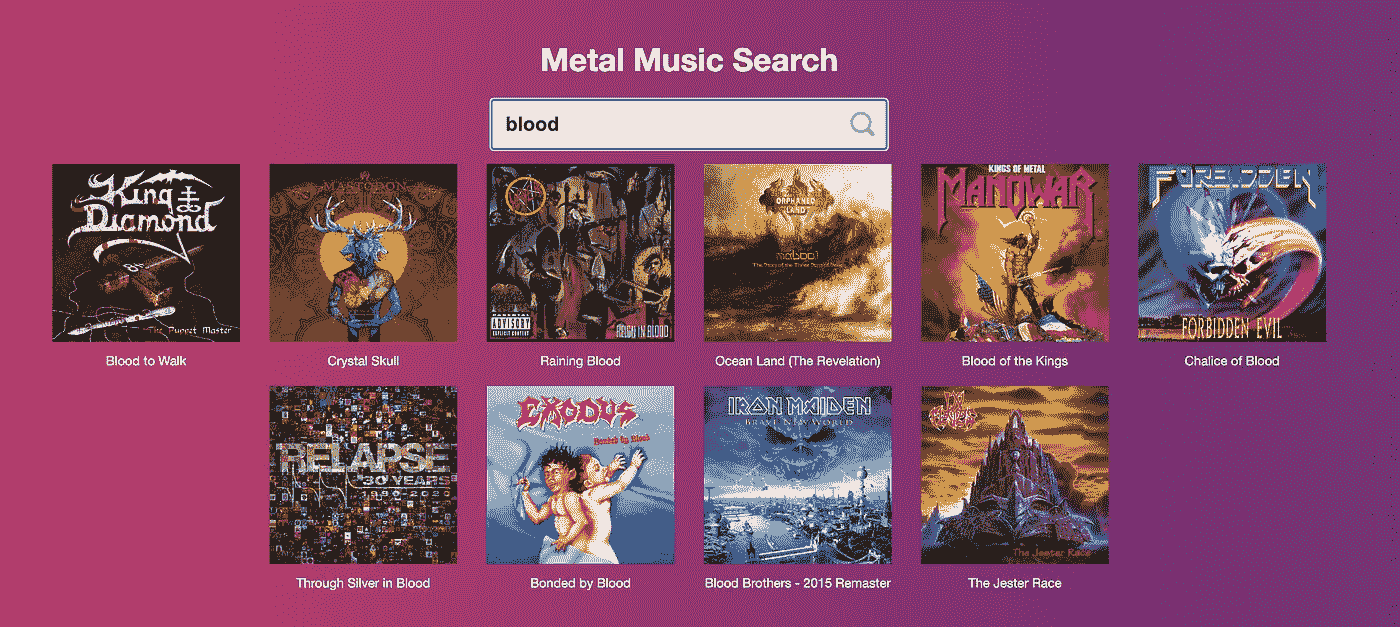 Metal Music Search
blood
King Diamond
The Puppet Master
Blood to Walk
MASTODON
Crystal Skull
PARENTAL
ADVISORY
EXPLICIT CONTENT
REIGN IN BLOOD
Raining Blood
ORPHANED
LAND
mabool
Ocean Land (The Revelation)
KINGS OF METAL
MANOWAR
Blood of the Kings
FORBIDDEN
FORBIDDEN EVIL
Chalice of Blood
RELAPSE
30 YEARS
Through Silver in Blood
EXODUS
Bonded by Blood
Bonded by Blood
IRON MAIDEN
BRAVE NEW WORLD
Blood Brothers - 2015 Remaster
The Jester Race
The Jester Race